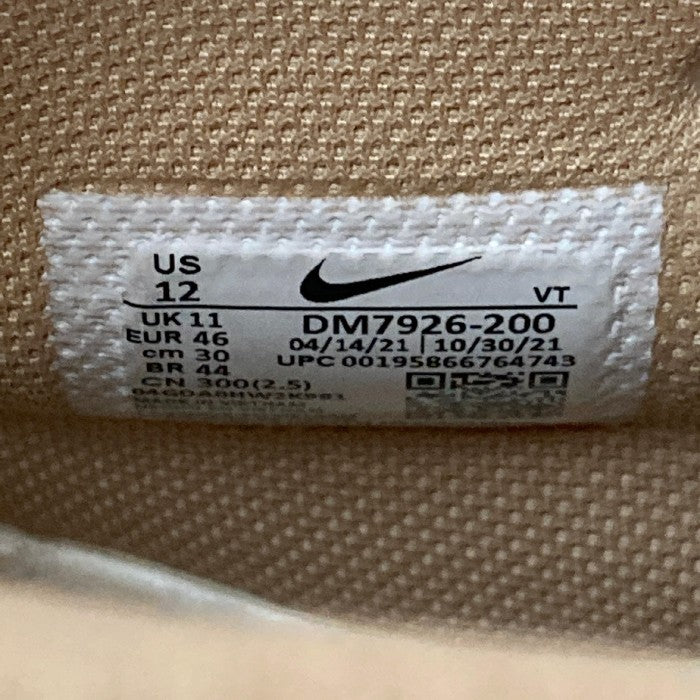 US
12
VT
UK 11
EUR 46
cm 30
BR 44
CN 300(2.5)
DM7926-200
04/14/21 | 10/30/21
UPC 00195866764743